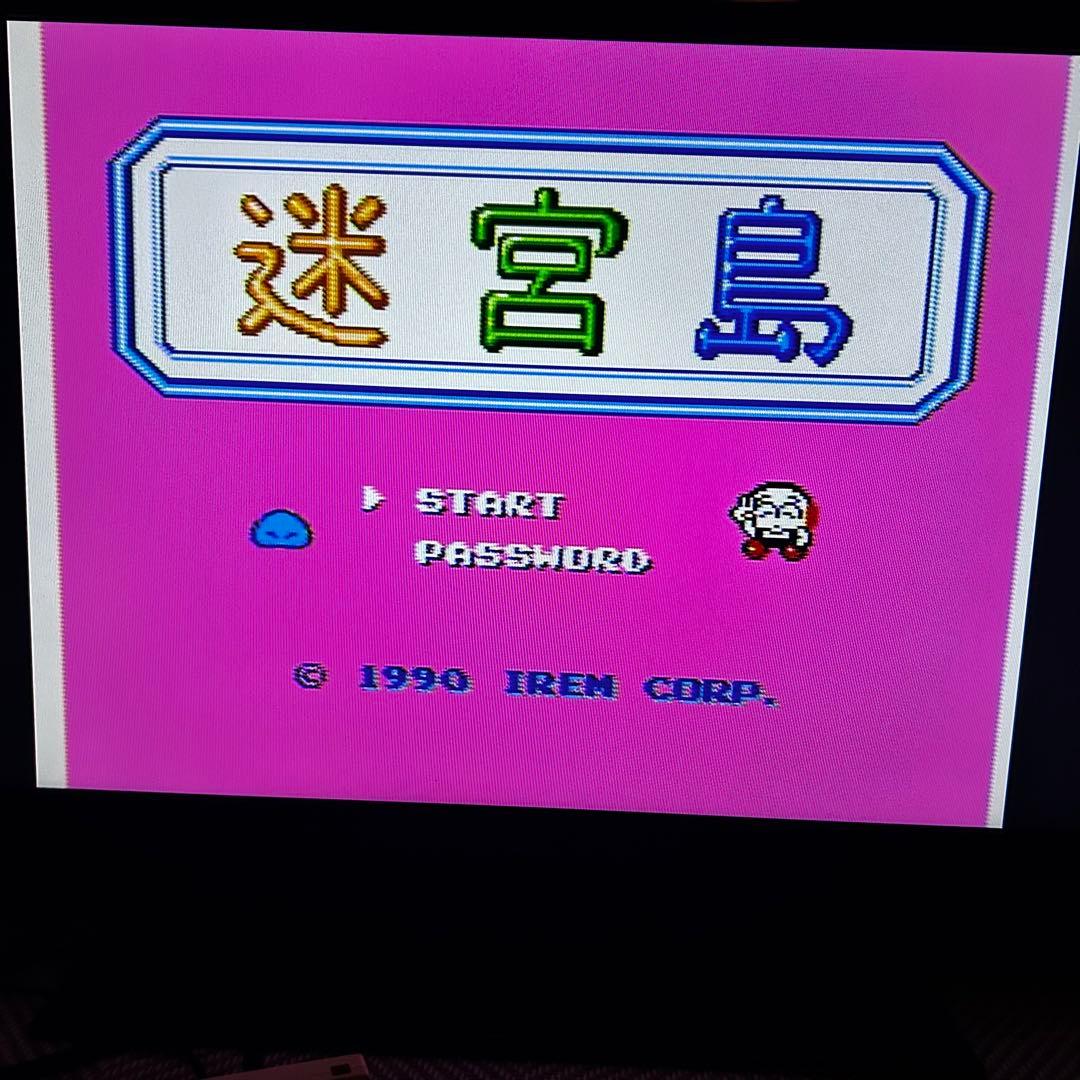 迷宮島
START
PASSWORD
© 1990 IREM CORP.